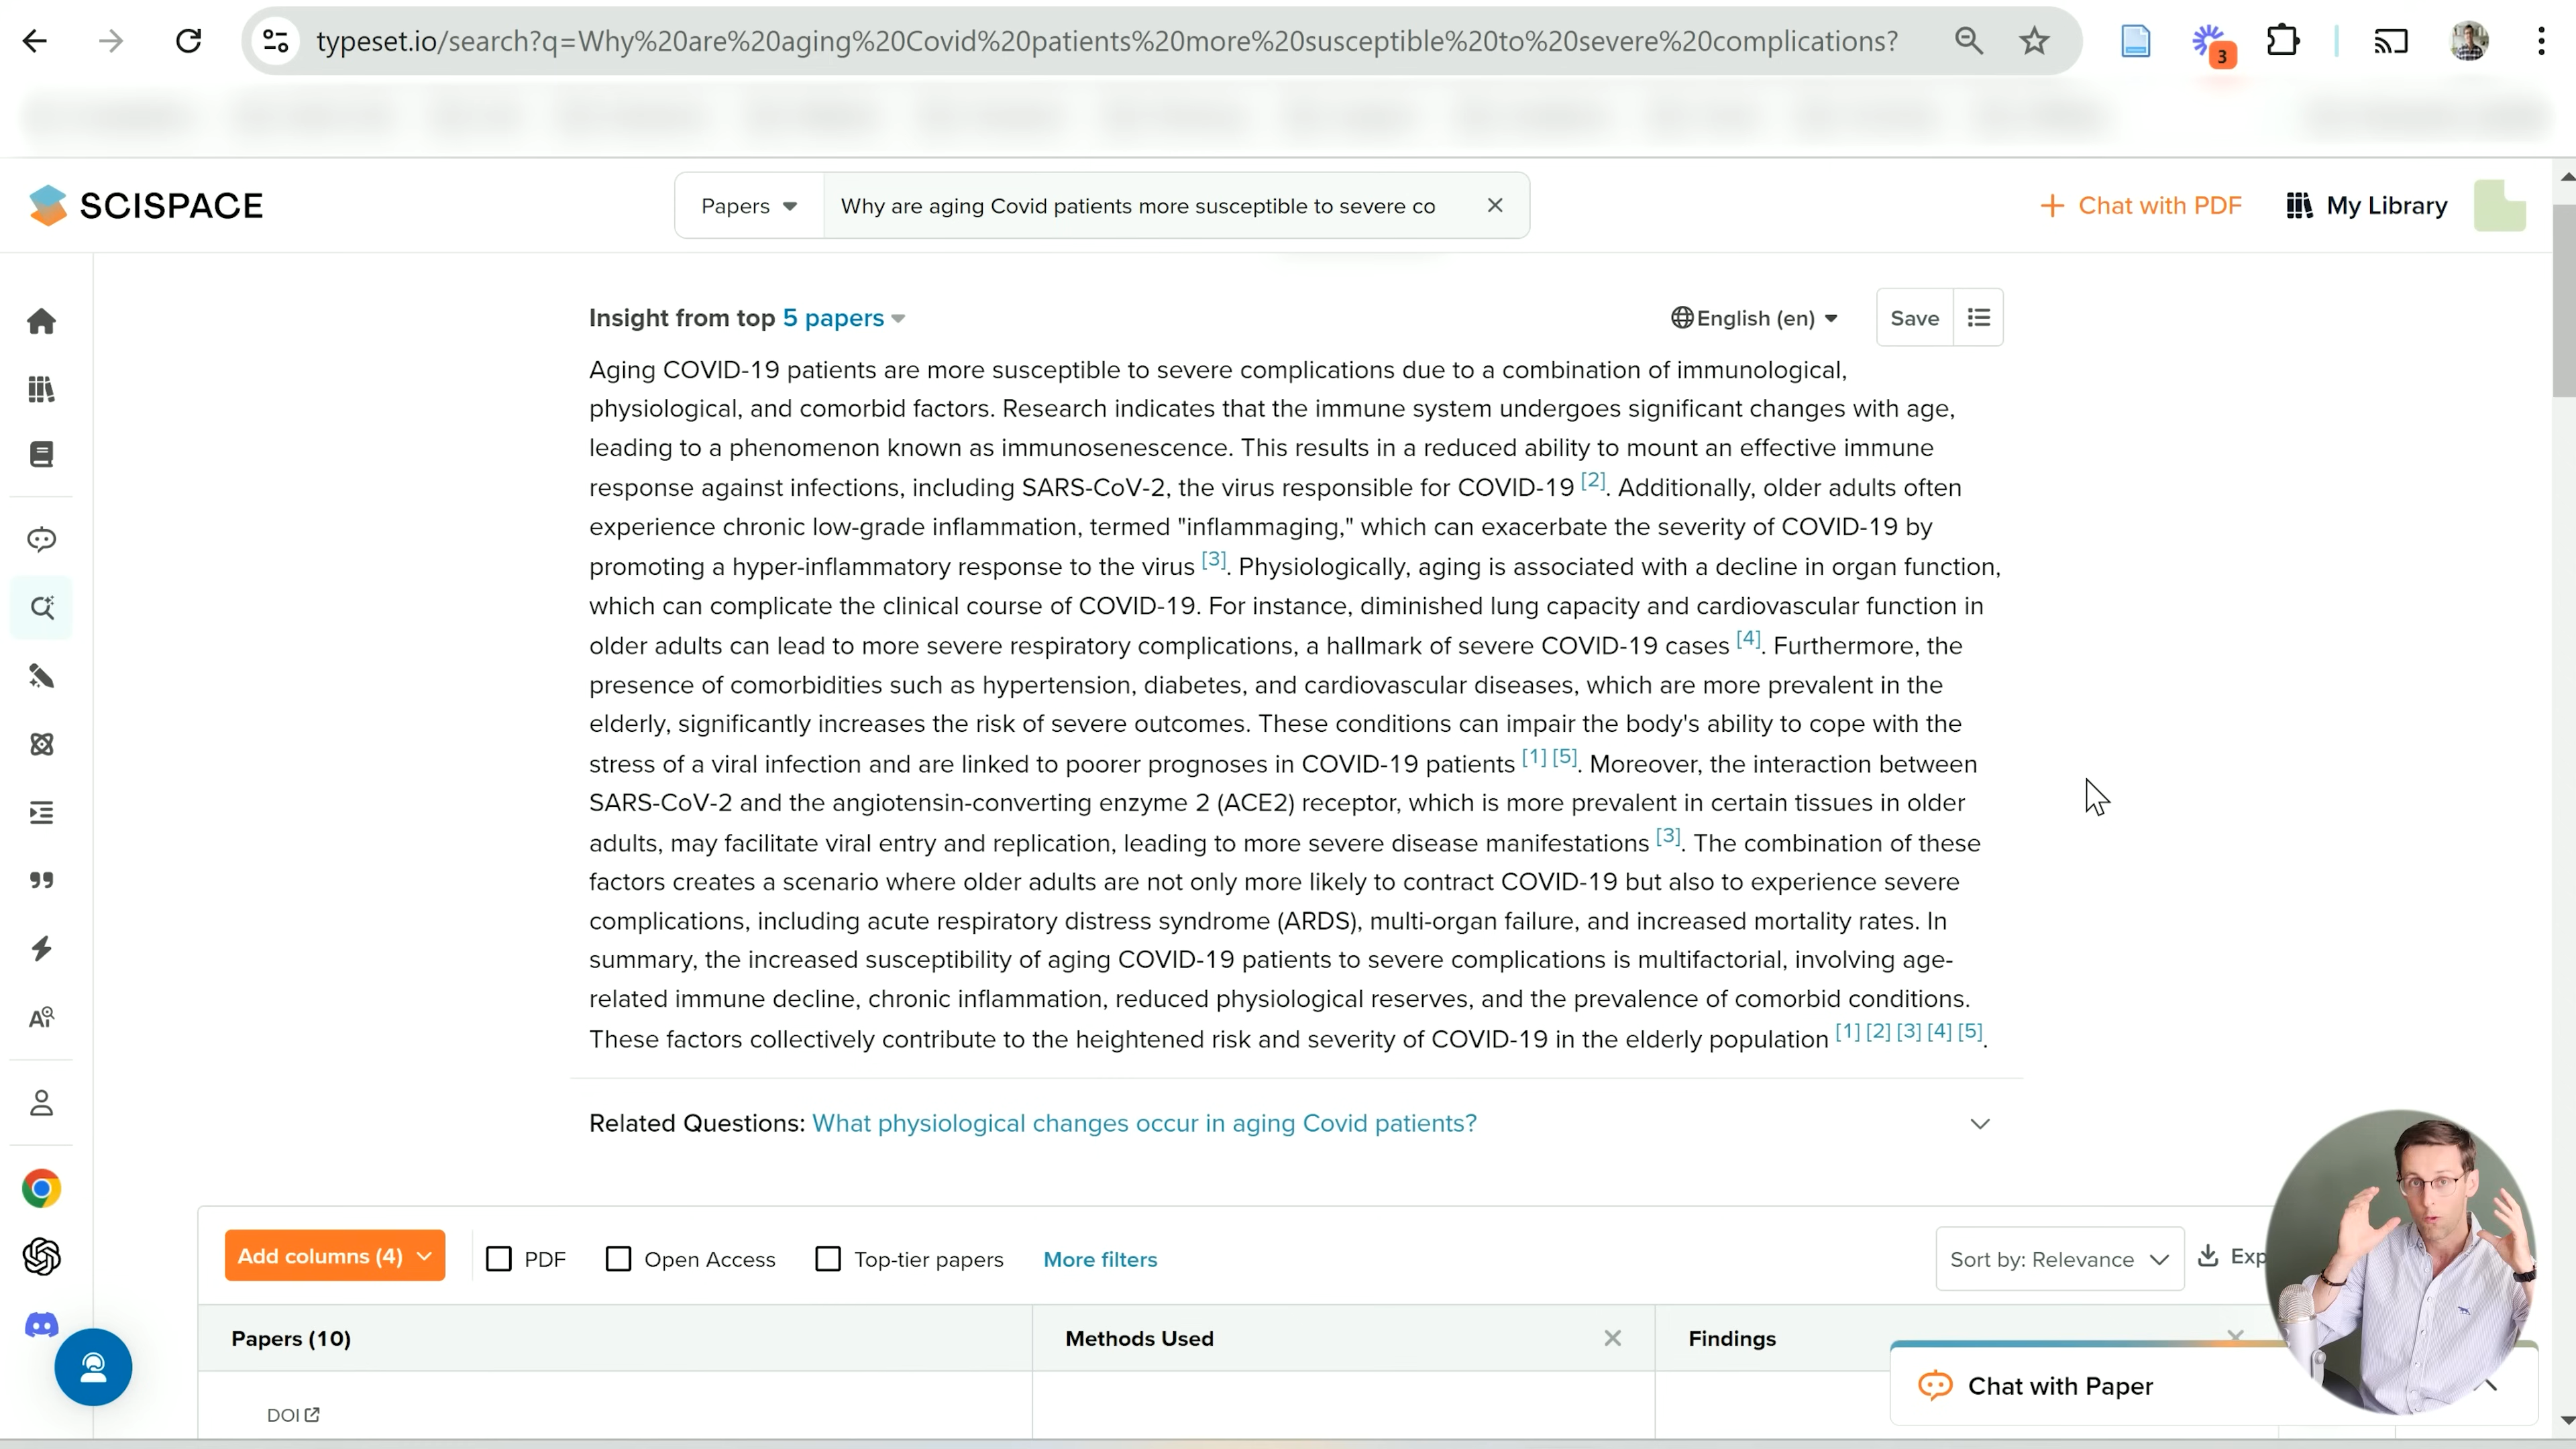 typeset.io/search?q=Why%20are%20aging%20Covid%20patients%20more%20susceptible%20to%20severe%20complications?
3
SCISPACE
Papers
Why are aging Covid patients more susceptible to severe co
Chat with PDF
My Library
Insight from top 5 papers
English (en)
Save
Aging COVID-19 patients are more susceptible to severe complications due to a combination of immunological,
physiological, and comorbid factors. Research indicates that the immune system undergoes significant changes with age,
leading to a phenomenon known as immunosenescence. This results in a reduced ability to mount an effective immune
response against infections, including SARS-CoV-2, the virus responsible for COVID-19 [2]. Additionally, older adults often
experience chronic low-grade inflammation, termed "inflammaging," which can exacerbate the severity of COVID-19 by
promoting a hyper-inflammatory response to the virus [3]. Physiologically, aging is associated with a decline in organ function,
which can complicate the clinical course of COVID-19. For instance, diminished lung capacity and cardiovascular function in
older adults can lead to more severe respiratory complications, a hallmark of severe COVID-19 cases [4]. Furthermore, the
presence of comorbidities such as hypertension, diabetes, and cardiovascular diseases, which are more prevalent in the
elderly, significantly increases the risk of severe outcomes. These conditions can impair the body's ability to cope with the
stress of a viral infection and are linked to poorer prognoses in COVID-19 patients [1] [5]. Moreover, the interaction between
SARS-CoV-2 and the angiotensin-converting enzyme 2 (ACE2) receptor, which is more prevalent in certain tissues in older
adults, may facilitate viral entry and replication, leading to more severe disease manifestations [3]. The combination of these
factors creates a scenario where older adults are not only more likely to contract COVID-19 but also to experience severe
complications, including acute respiratory distress syndrome (ARDS), multi-organ failure, and increased mortality rates. In
summary, the increased susceptibility of aging COVID-19 patients to severe complications is multifactorial, involving age-
related immune decline, chronic inflammation, reduced physiological reserves, and the prevalence of comorbid conditions.
These factors collectively contribute to the heightened risk and severity of COVID-19 in the elderly population [1] [2] [3] [4] [5].
Related Questions: What physiological changes occur in aging Covid patients?
Add columns (4)
PDF
Open Access
Top-tier papers
More filters
Sort by: Relevance
Exp
Papers (10)
Methods Used
Findings
DOI
Chat with Paper